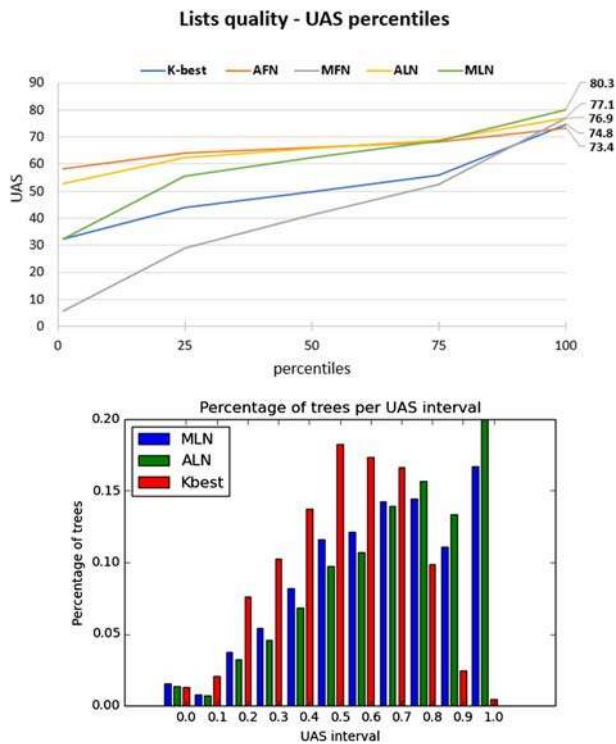 Lists quality - UAS percentiles
K-best AFN MFN ALN MLN
90
80
70
60
50
40
30
20
10
0
UAS
80.3
77.1
76.9
74.8
73.4
0 25 50 75 100
percentiles
Percentage of trees per UAS interval
MLN
ALN
Kbest
0.20
0.15
0.10
0.05
0.00
Percentage of trees
0.0 0.1 0.2 0.3 0.4 0.5 0.6 0.7 0.8 0.9 1.0
UAS interval